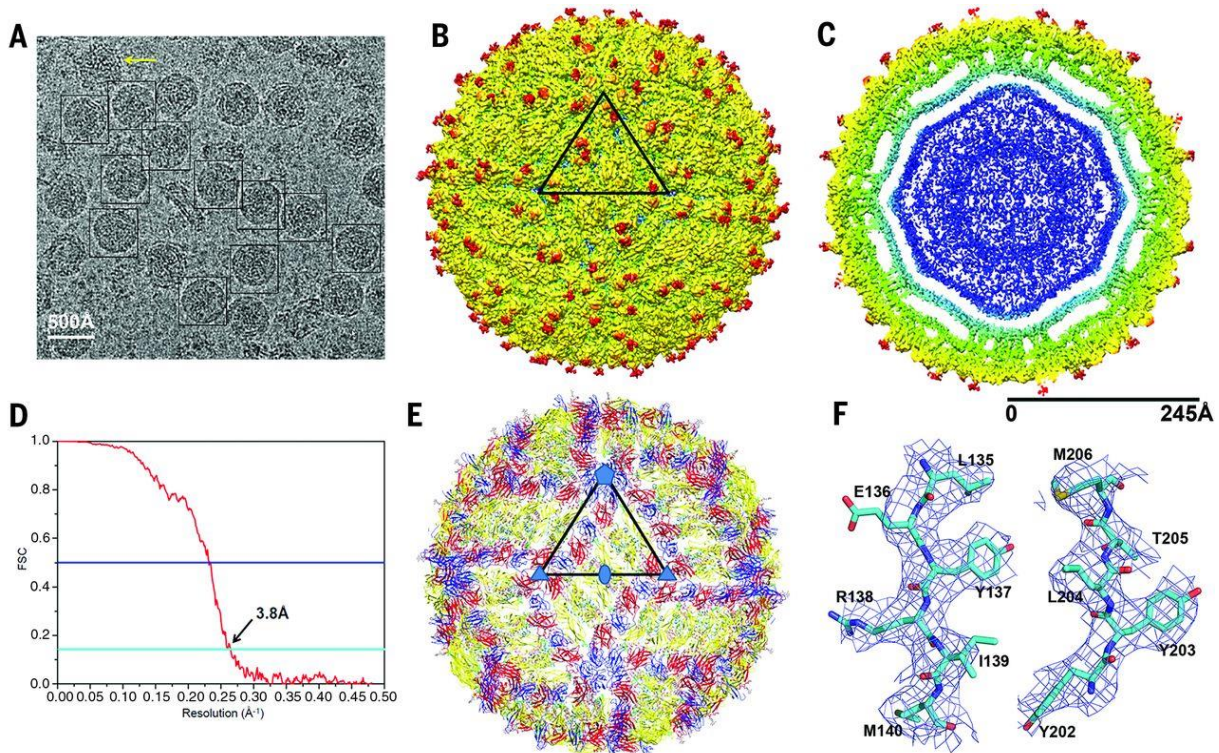 A
B
C
500Å
0 245Å
D
1.0
0.8
0.6
0.4
0.2
0.0
FSC
3.8Å
0.00 0.05 0.10 0.15 0.20 0.25 0.30 0.35 0.40 0.45 0.50
Resolution (Å⁻¹)
E
F
L135
E136
Y137
R138
I139
M140
M206
T205
L204
Y203
Y202